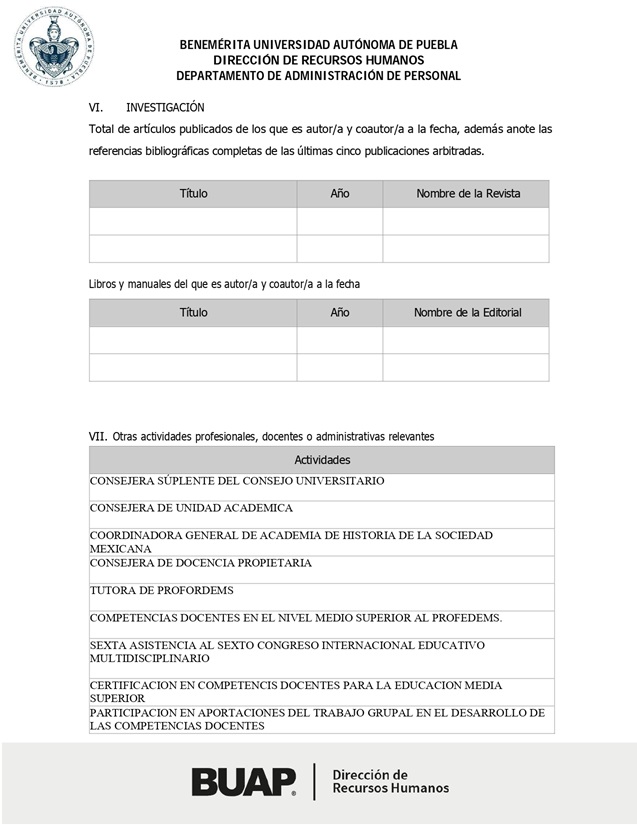 BENEMÉRITA UNIVERSIDAD AUTÓNOMA DE PUEBLA
DIRECCIÓN DE RECURSOS HUMANOS
DEPARTAMENTO DE ADMINISTRACIÓN DE PERSONAL
VI. INVESTIGACIÓN
Total de artículos publicados de los que es autor/a y coautor/a a la fecha, además anote las
referencias bibliográficas completas de las últimas cinco publicaciones arbitradas.
Título Año Nombre de la Revista
Libros y manuales del que es autor/a y coautor/a a la fecha
Título Año Nombre de la Editorial
VII. Otras actividades profesionales, docentes o administrativas relevantes
Actividades
CONSEJERA SÚPLENTE DEL CONSEJO UNIVERSITARIO
CONSEJERA DE UNIDAD ACADEMICA
COORDINADORA GENERAL DE ACADEMIA DE HISTORIA DE LA SOCIEDAD
MEXICANA
CONSEJERA DE DOCENCIA PROPIETARIA
TUTORA DE PROFORDEMS
COMPETENCIAS DOCENTES EN EL NIVEL MEDIO SUPERIOR AL PROFEDEMS.
SEXTA ASISTENCIA AL SEXTO CONGRESO INTERNACIONAL EDUCATIVO
MULTIDISCIPLINARIO
CERTIFICACION EN COMPETENCIS DOCENTES PARA LA EDUCACION MEDIA
SUPERIOR
PARTICIPACION EN APORTACIONES DEL TRABAJO GRUPAL EN EL DESARROLLO DE
LAS COMPETENCIAS DOCENTES
BUAP
Dirección de
Recursos Humanos